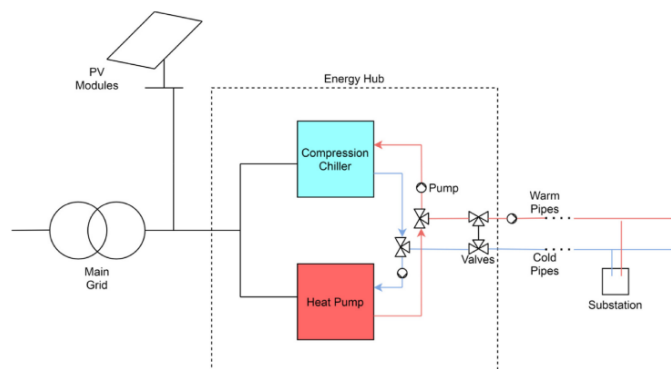 PV
Modules
Energy Hub
Compression
Chiller
Pump
Warm
Pipes
Main
Grid
Heat Pump
Valves
Cold
Pipes
Substation